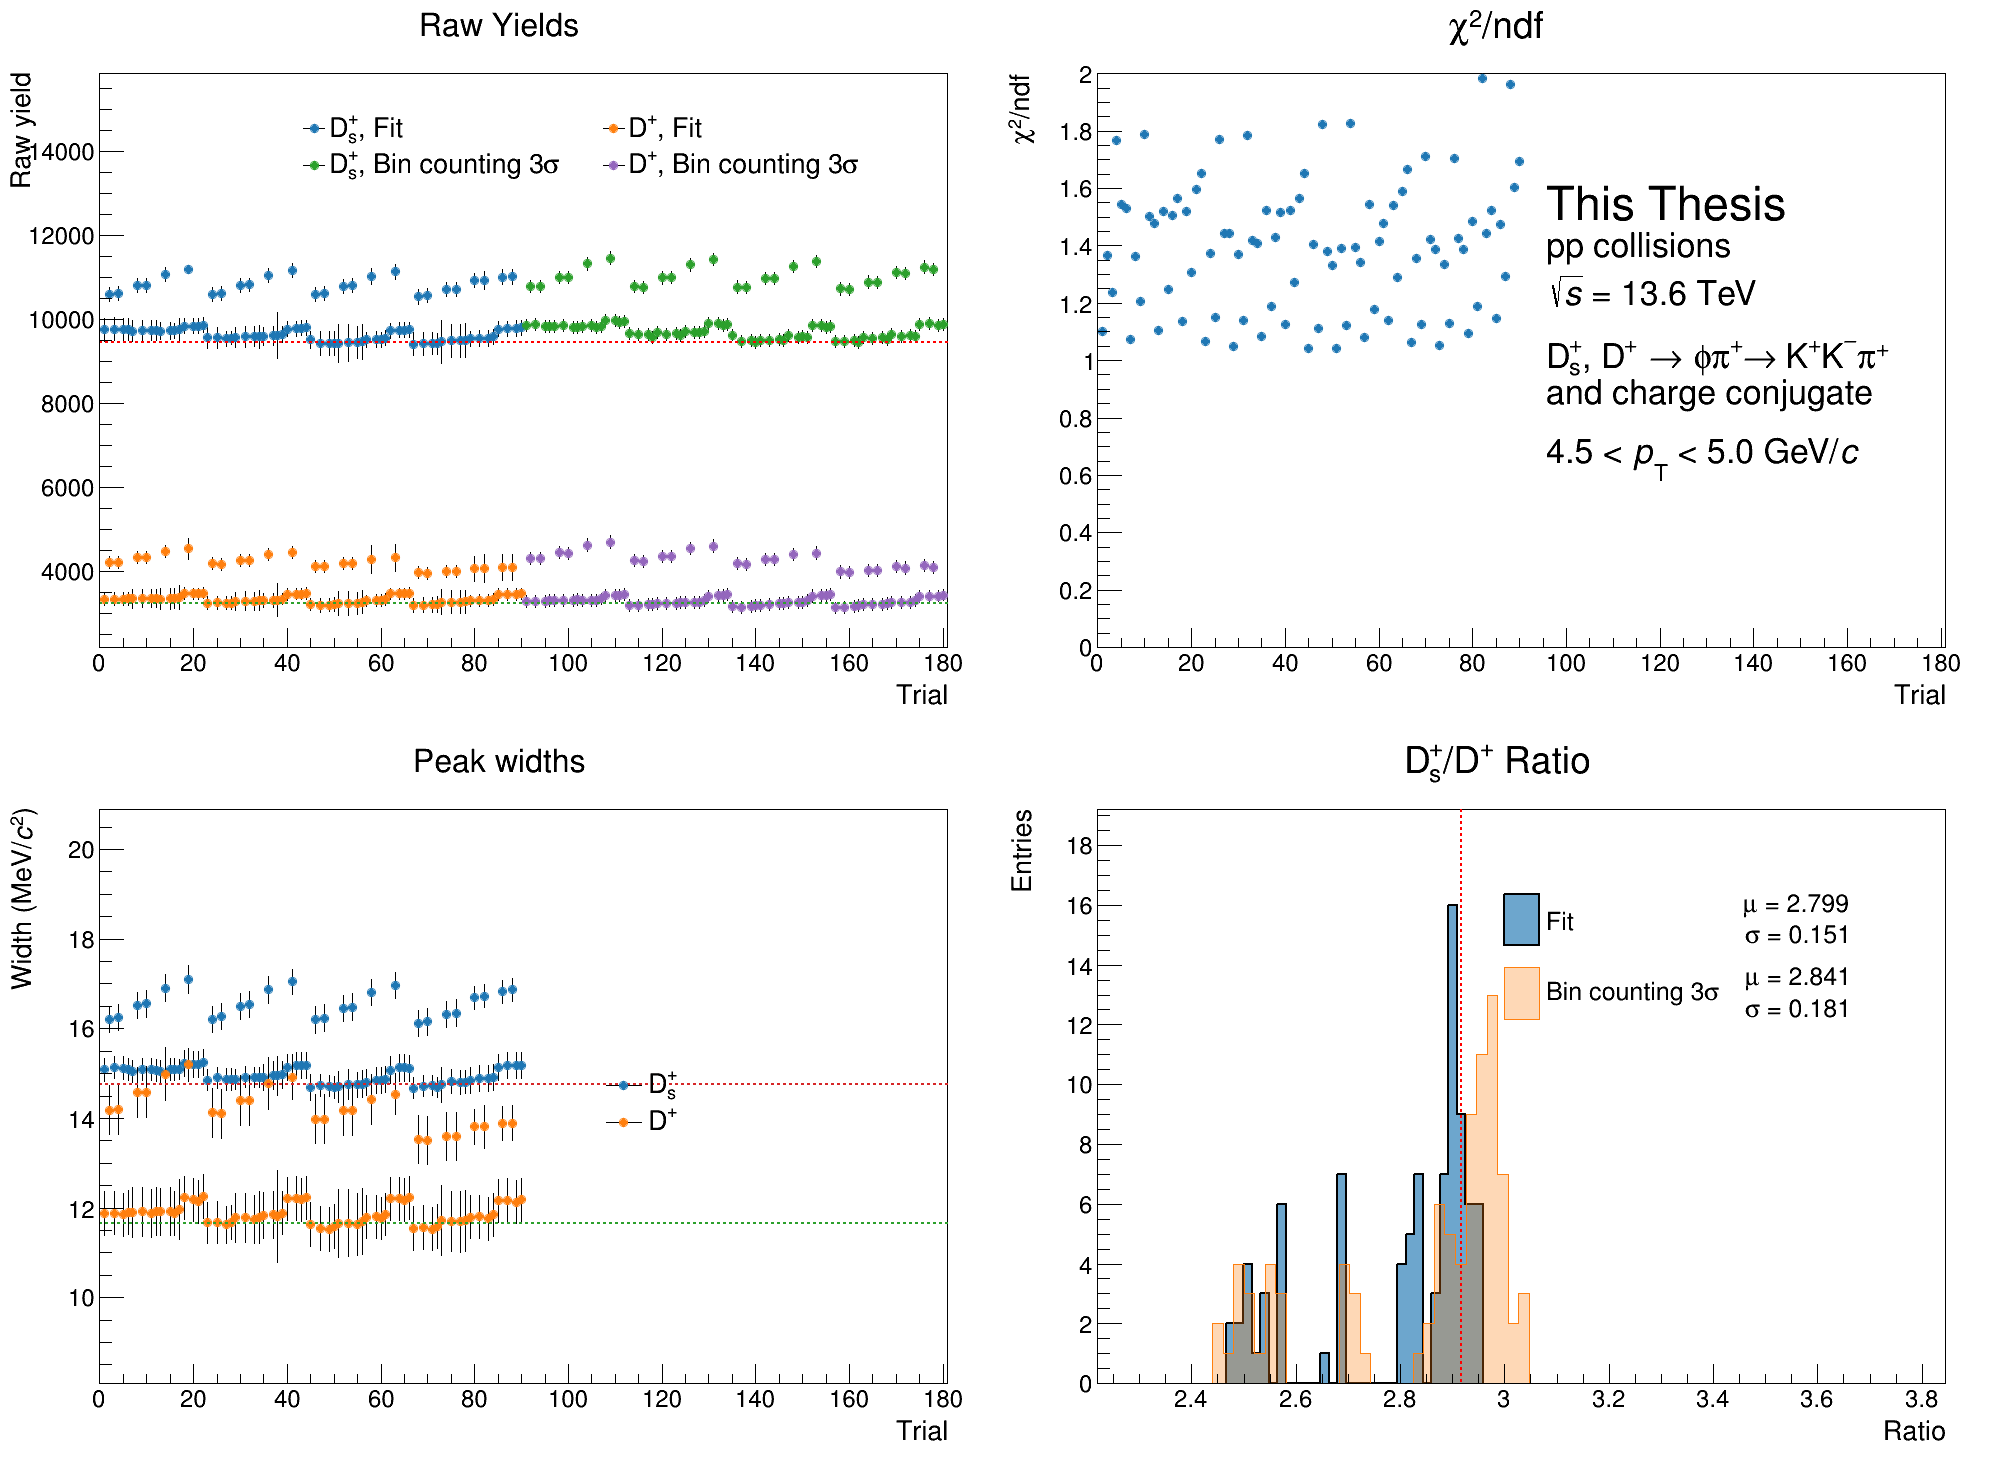 Raw Yields
Raw yield
14000
12000
10000
8000
6000
4000
D⁺ₛ, Fit
D⁺, Fit
D⁺ₛ, Bin counting 3σ
D⁺, Bin counting 3σ
0 20 40 60 80 100 120 140 160 180
Trial
χ²/ndf
χ²/ndf
2
1.8
1.6
1.4
1.2
1
0.8
0.6
0.4
0.2
0
This Thesis
pp collisions
√s = 13.6 TeV
D⁺ₛ, D⁺ → ϕπ⁺→ K⁺K⁻π⁺
and charge conjugate
4.5 < p_T < 5.0 GeV/c
0 20 40 60 80 100 120 140 160 180
Trial
Peak widths
Width (MeV/c²)
20
18
16
14
12
10
D⁺ₛ
D⁺
0 20 40 60 80 100 120 140 160 180
Trial
D⁺ₛ/D⁺ Ratio
Entries
18
16
14
12
10
8
6
4
2
0
Fit
μ = 2.799
σ = 0.151
Bin counting 3σ
μ = 2.841
σ = 0.181
2.4 2.6 2.8 3 3.2 3.4 3.6 3.8
Ratio